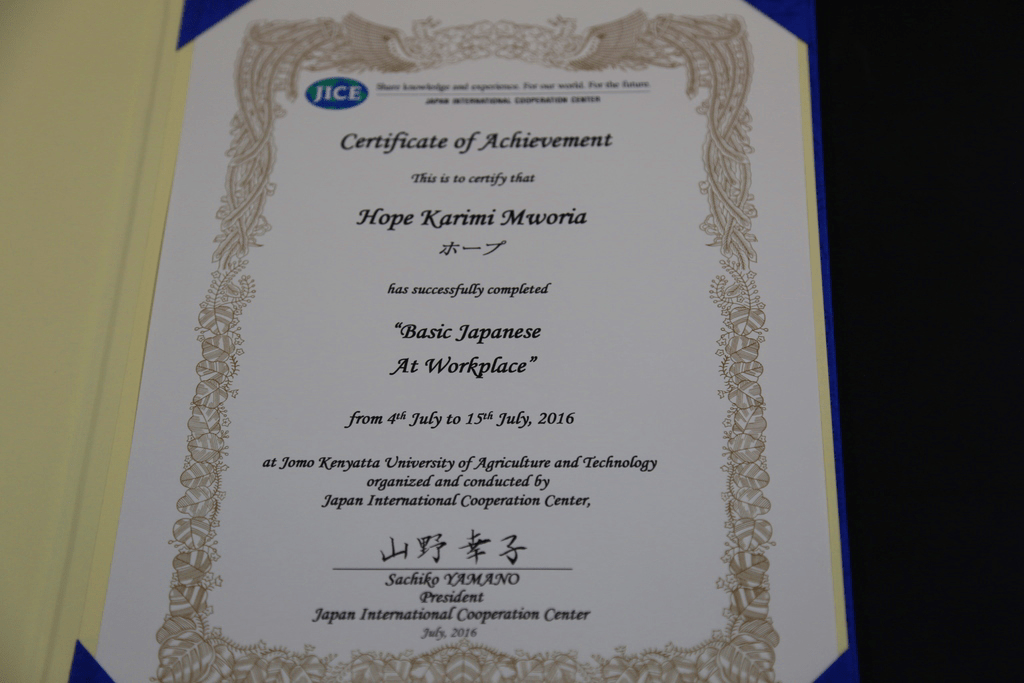 JICE
Share knowledge and experience. For our world. For the future.
JAPAN INTERNATIONAL COOPERATION CENTER
Certificate of Achievement
This is to certify that
Hope Karimi Mworia
ホープ
has successfully completed
“Basic Japanese
At Workplace”
from 4th July to 15th July, 2016
at Jomo Kenyatta University of Agriculture and Technology
organized and conducted by
Japan International Cooperation Center,
山野 幸子
Sachiko YAMANO
President
Japan International Cooperation Center
July, 2016